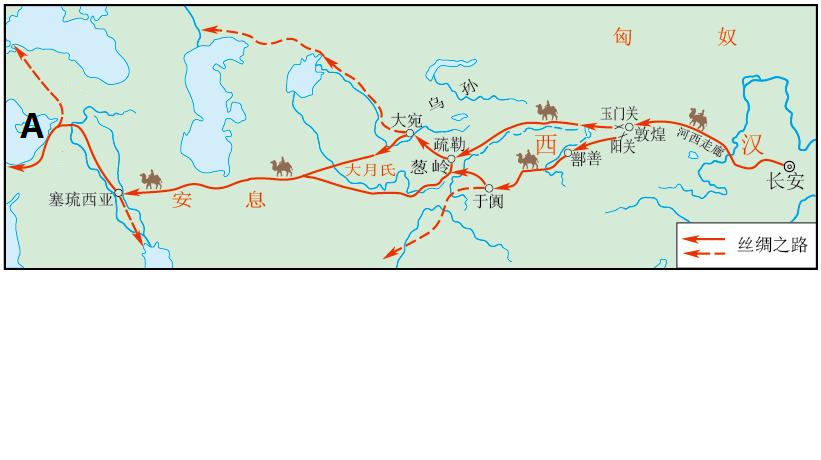 匈 奴
乌 孙
大宛
玉门关
A
疏勒
西
敦煌
河西走廊
汉
阳关
鄯善
大月氏
葱岭
长安
塞琉西亚
安 息
于阗
丝绸之路